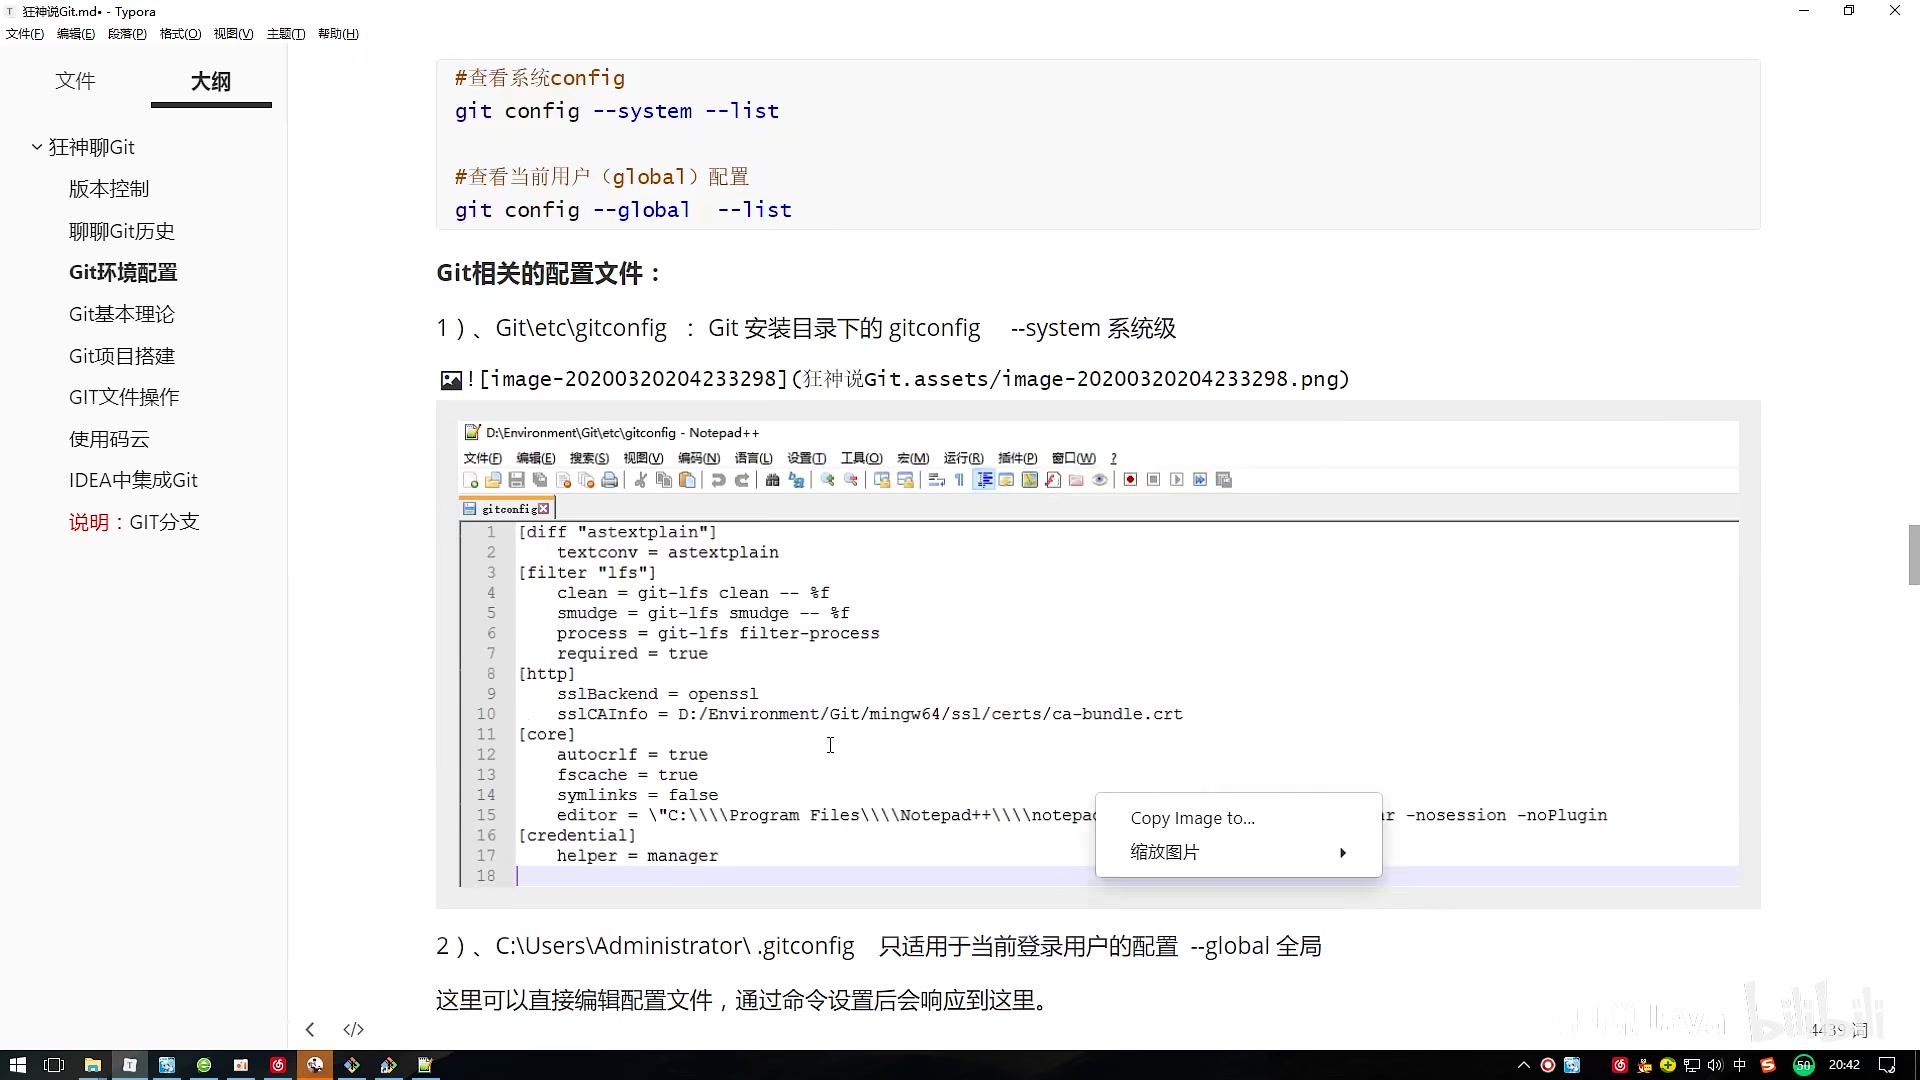 狂神说Git.md• - Typora
文件(F) 编辑(E) 段落(P) 格式(O) 视图(V) 主题(T) 帮助(H)
文件 大纲
狂神聊Git
版本控制
聊聊Git历史
Git环境配置
Git基本理论
Git项目搭建
GIT文件操作
使用码云
IDEA中集成Git
说明：GIT分支
#查看系统config
git config --system --list
#查看当前用户（global）配置
git config --global  --list
Git相关的配置文件：
1）、Git\etc\gitconfig ：Git 安装目录下的 gitconfig --system 系统级
![image-20200320204233298](狂神说Git.assets/image-20200320204233298.png)
D:\Environment\Git\etc\gitconfig - Notepad++
文件(F) 编辑(E) 搜索(S) 视图(V) 编码(N) 语言(L) 设置(T) 工具(O) 宏(M) 运行(R) 插件(P) 窗口(W) ?
gitconfig
1 [diff "astextplain"]
2 textconv = astextplain
3 [filter "lfs"]
4 clean = git-lfs clean -- %f
5 smudge = git-lfs smudge -- %f
6 process = git-lfs filter-process
7 required = true
8 [http]
9 sslBackend = openssl
10 sslCAInfo = D:/Environment/Git/mingw64/ssl/certs/ca-bundle.crt
11 [core]
12 autocrlf = true
13 fscache = true
14 symlinks = false
15 editor = \"C:\\\\Program Files\\\\Notepad++\\\\notepa -nosession -noPlugin
16 [credential]
17 helper = manager
18
Copy Image to...
缩放图片
2）、C:\Users\Administrator\ .gitconfig 只适用于当前登录用户的配置 --global 全局
这里可以直接编辑配置文件，通过命令设置后会响应到这里。
bilibili
4439 词
中 50 20:42